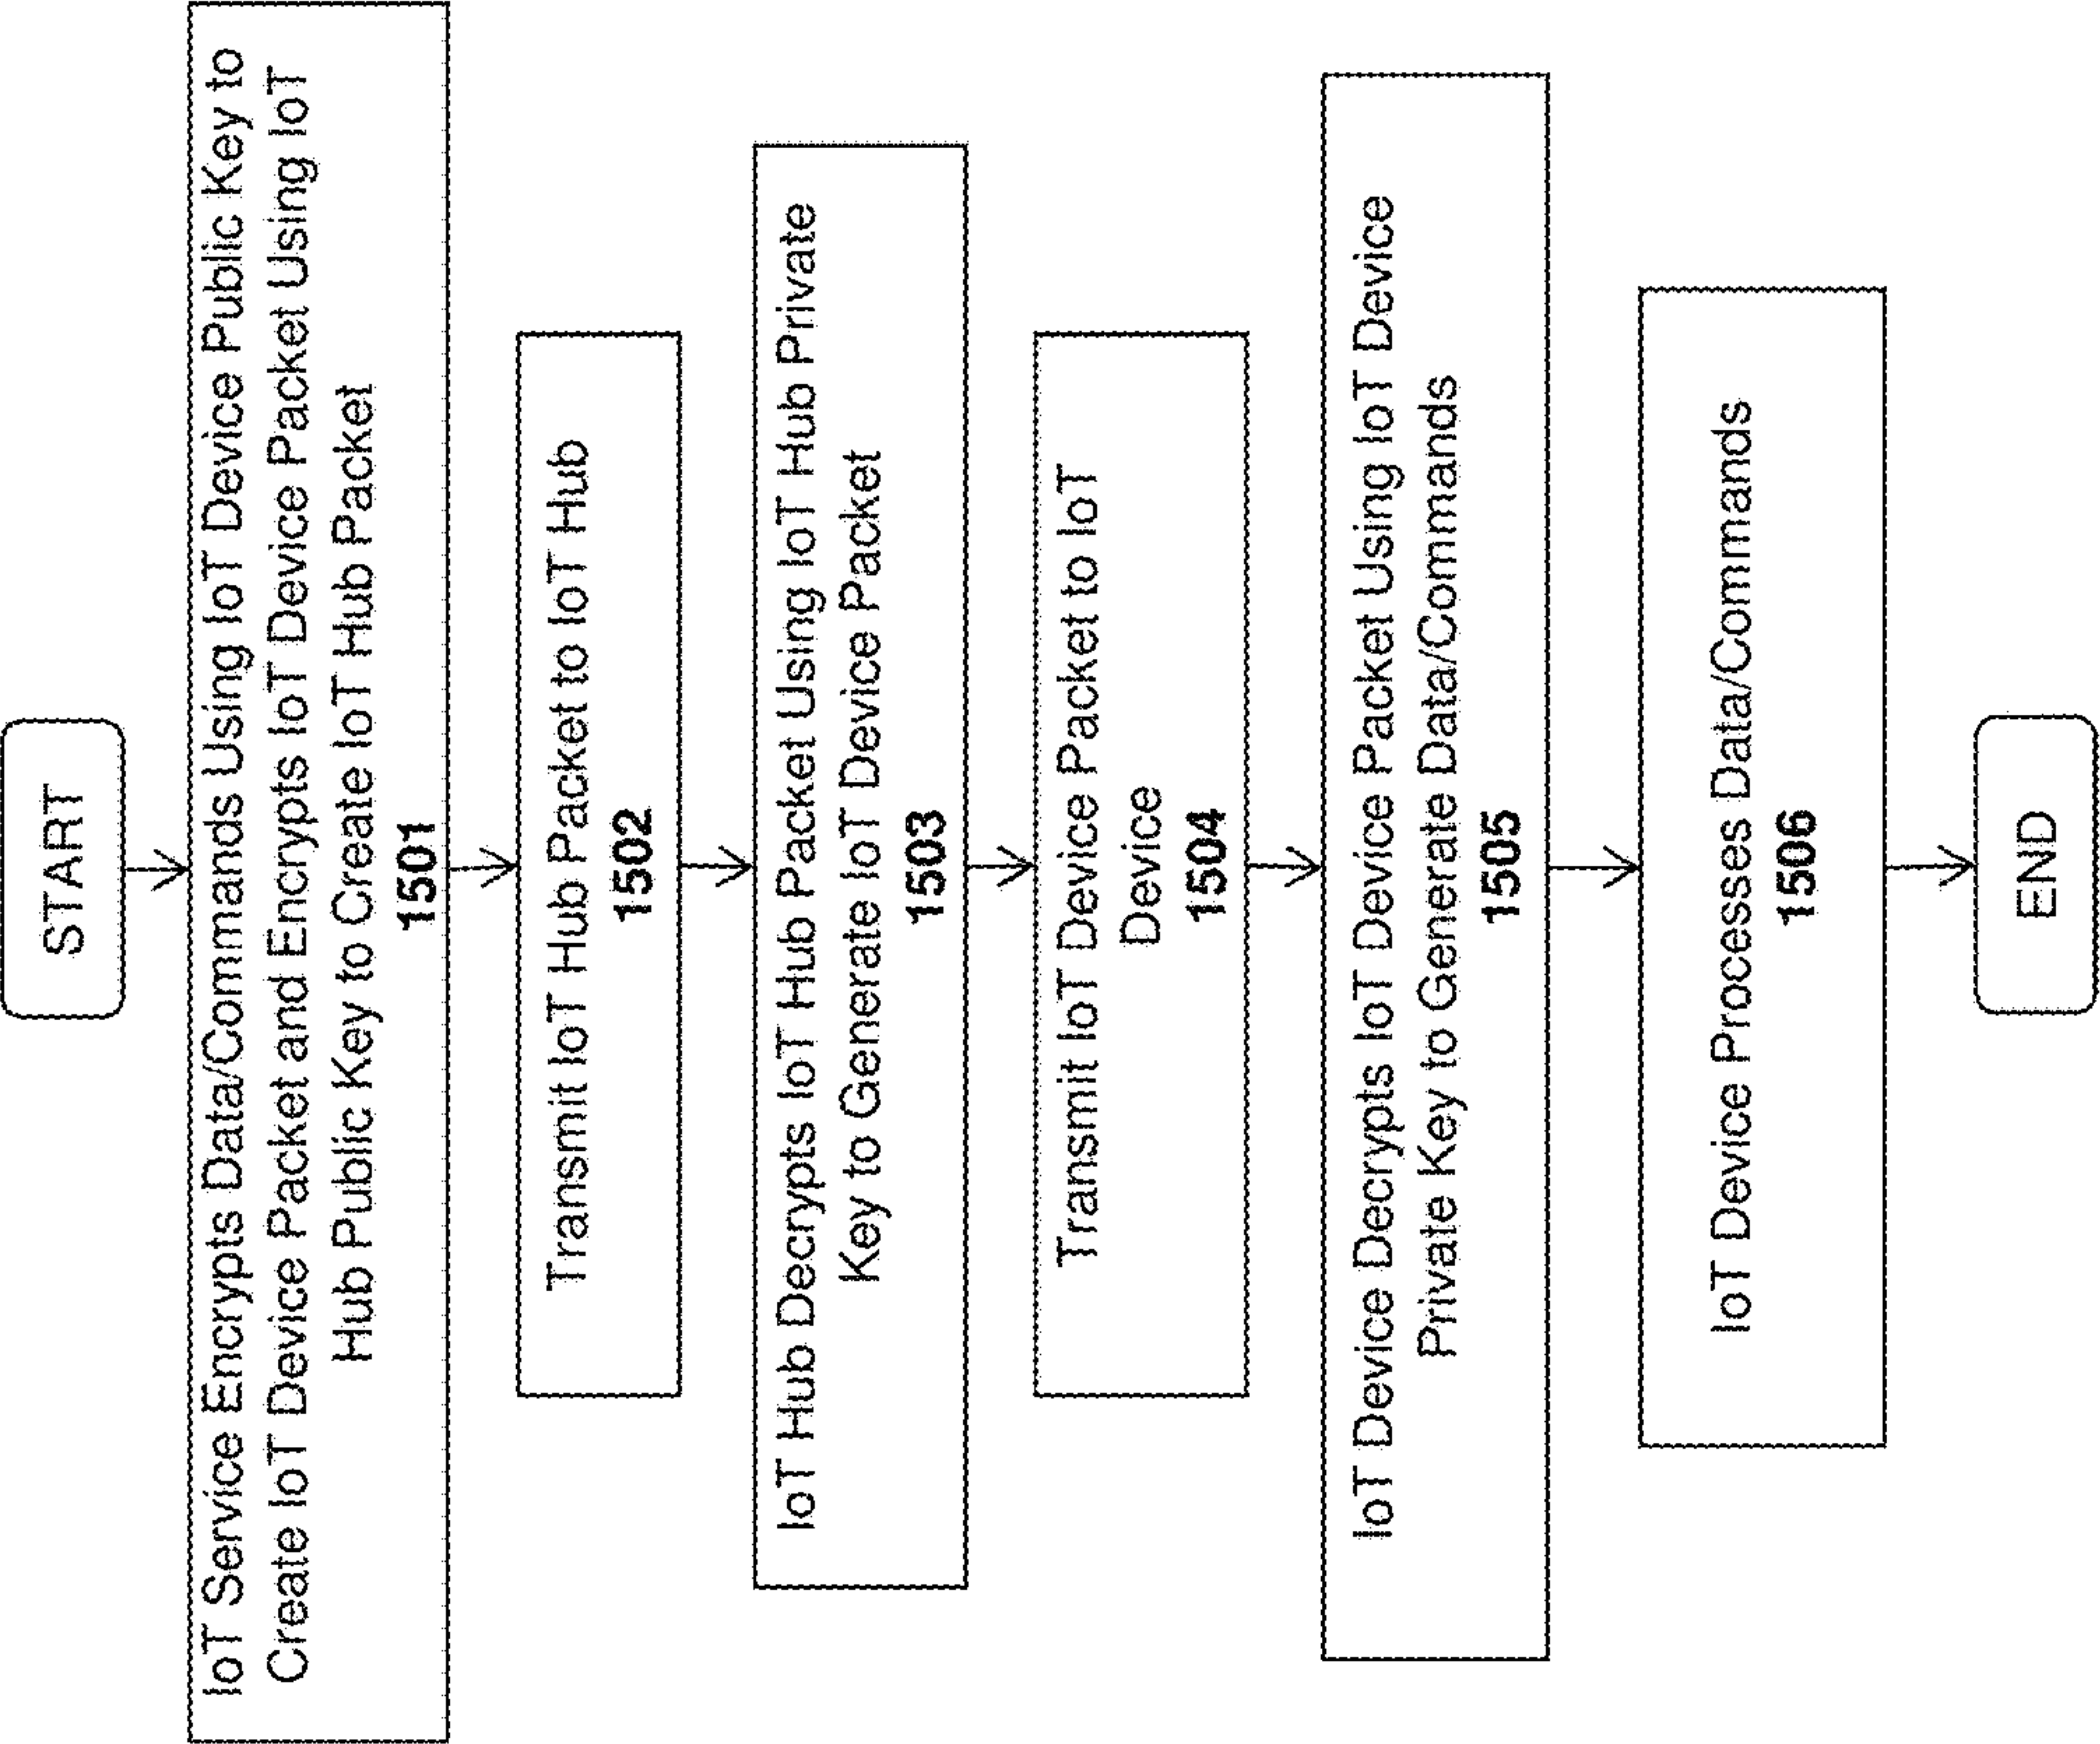 START
IoT Service Encrypts Data/Commands Using IoT Device Public Key to
Create IoT Device Packet and Encrypts IoT Device Packet Using IoT
Hub Public Key to Create IoT Hub Packet
1501
Transmit IoT Hub Packet to IoT Hub
1502
IoT Hub Decrypts IoT Hub Packet Using IoT Hub Private
Key to Generate IoT Device Packet
1503
Transmit IoT Device Packet to IoT
Device
1504
IoT Device Decrypts IoT Device Packet Using IoT Device
Private Key to Generate Data/Commands
1505
IoT Device Processes Data/Commands
1506
END